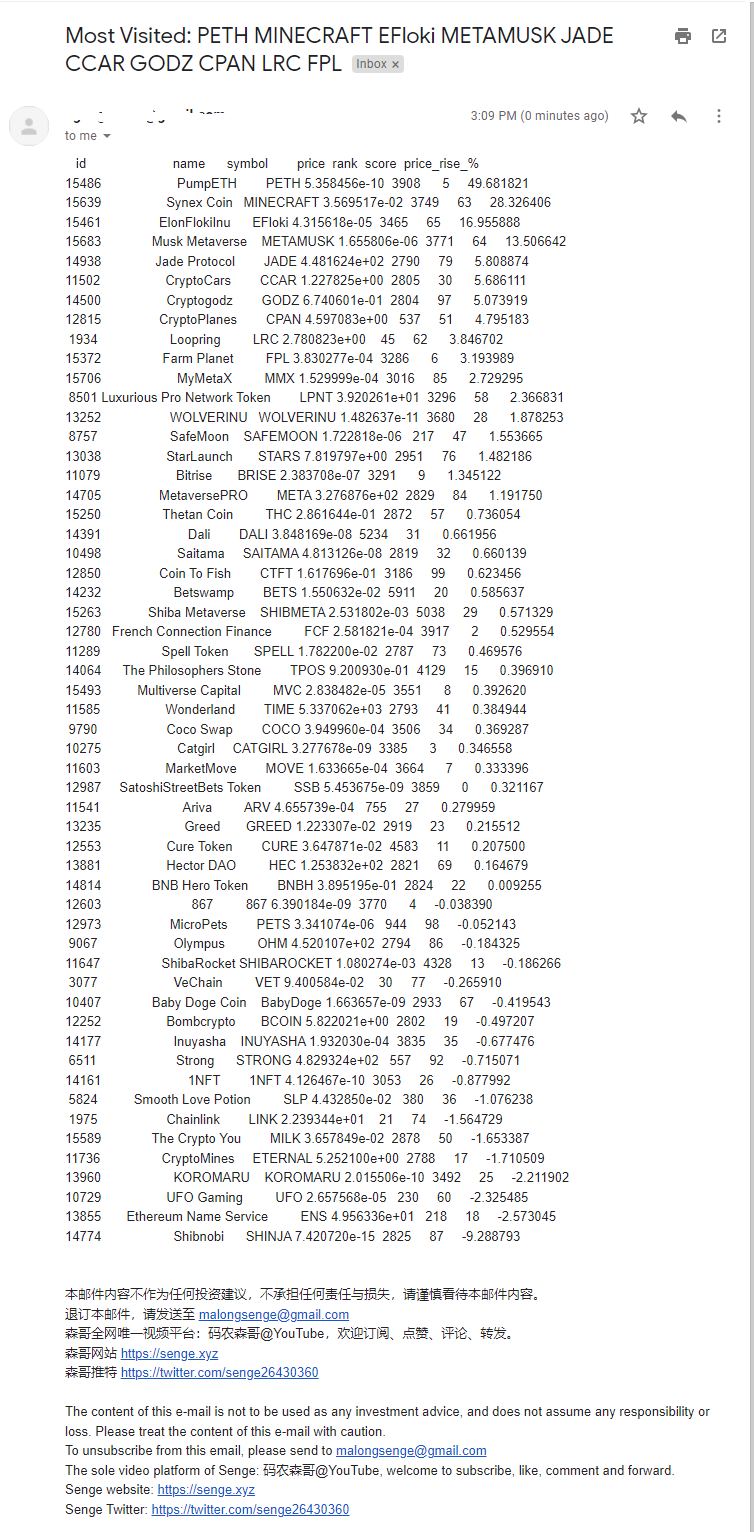 Most Visited: PETH MINECRAFT EFloki METAMUSK JADE
CCAR GODZ CPAN LRC FPL Inbox ×
3:09 PM (0 minutes ago)
to me
id name symbol price rank score price_rise_%
15486 PumpETH PETH 5.358456e-10 3908 5 49.681821
15639 Synex Coin MINECRAFT 3.569517e-02 3749 63 28.326406
15461 ElonFlokiInu EFloki 4.315618e-05 3465 65 16.955888
15683 Musk Metaverse METAMUSK 1.655806e-06 3771 64 13.506642
14938 Jade Protocol JADE 4.481624e+02 2790 79 5.808874
11502 CryptoCars CCAR 1.227825e+00 2805 30 5.686111
14500 Cryptogodz GODZ 6.740601e-01 2804 97 5.073919
12815 CryptoPlanes CPAN 4.597083e+00 537 51 4.795183
1934 Loopring LRC 2.780823e+00 45 62 3.846702
15372 Farm Planet FPL 3.830277e-04 3286 6 3.193989
15706 MyMetaX MMX 1.529999e-04 3016 85 2.729295
8501 Luxurious Pro Network Token LPNT 3.920261e+01 3296 58 2.366831
13252 WOLVERINU WOLVERINU 1.482637e-11 3680 28 1.878253
8757 SafeMoon SAFEMOON 1.722818e-06 217 47 1.553665
13038 StarLaunch STARS 7.819797e+00 2951 76 1.482186
11079 Bitrise BRISE 2.383708e-07 3291 9 1.345122
14705 MetaversePRO META 3.276876e+02 2829 84 1.191750
15250 Thetan Coin THC 2.861644e-01 2872 57 0.736054
14391 Dali DALI 3.848169e-08 5234 31 0.661956
10498 Saitama SAITAMA 4.813126e-08 2819 32 0.660139
12850 Coin To Fish CTFT 1.617696e-01 3186 99 0.623456
14232 Betswamp BETS 1.550632e-02 5911 20 0.585637
15263 Shiba Metaverse SHIBMETA 2.531802e-03 5038 29 0.571329
12780 French Connection Finance FCF 2.581821e-04 3917 2 0.529554
11289 Spell Token SPELL 1.782200e-02 2787 73 0.469576
14064 The Philosophers Stone TPOS 9.200930e-01 4129 15 0.396910
15493 Multiverse Capital MVC 2.838482e-05 3551 8 0.392620
11585 Wonderland TIME 5.337062e+03 2793 41 0.384944
9790 Coco Swap COCO 3.949960e-04 3506 34 0.369287
10275 Catgirl CATGIRL 3.277678e-09 3385 3 0.346558
11603 MarketMove MOVE 1.633665e-04 3664 7 0.333396
12987 SatoshiStreetBets Token SSB 5.453675e-09 3859 0 0.321167
11541 Ariva ARV 4.655739e-04 755 27 0.279959
13235 Greed GREED 1.223307e-02 2919 23 0.215512
12553 Cure Token CURE 3.647871e-02 4583 11 0.207500
13881 Hector DAO HEC 1.253832e+02 2821 69 0.164679
14814 BNB Hero Token BNBH 3.895195e-01 2824 22 0.009255
12603 867 867 6.390184e-09 3770 4 -0.038390
12973 MicroPets PETS 3.341074e-06 944 98 -0.052143
9067 Olympus OHM 4.520107e+02 2794 86 -0.184325
11647 ShibaRocket SHIBAROCKET 1.080274e-03 4328 13 -0.186266
3077 VeChain VET 9.400584e-02 30 77 -0.265910
10407 Baby Doge Coin BabyDoge 1.663657e-09 2933 67 -0.419543
12252 Bombcrypto BCOIN 5.822021e+00 2802 19 -0.497207
14177 Inuyasha INUYASHA 1.932030e-04 3835 35 -0.677476
6511 Strong STRONG 4.829324e+02 557 92 -0.715071
14161 1NFT 1NFT 4.126467e-10 3053 26 -0.877992
5824 Smooth Love Potion SLP 4.432850e-02 380 36 -1.076238
1975 Chainlink LINK 2.239344e+01 21 74 -1.564729
15589 The Crypto You MILK 3.657849e-02 2878 50 -1.653387
11736 CryptoMines ETERNAL 5.252100e+00 2788 17 -1.710509
13960 KOROMARU KOROMARU 2.015506e-10 3492 25 -2.211902
10729 UFO Gaming UFO 2.657568e-05 230 60 -2.325485
13855 Ethereum Name Service ENS 4.956336e+01 218 18 -2.573045
14774 Shibnobi SHINJA 7.420720e-15 2825 87 -9.288793
本邮件内容不作为任何投资建议，不承担任何责任与损失，请谨慎看待本邮件内容。
退订本邮件，请发送至 malongsenge@gmail.com
森哥全网唯一视频平台：码农森哥@YouTube，欢迎订阅、点赞、评论、转发。
森哥网站 https://senge.xyz
森哥推特 https://twitter.com/senge26430360
The content of this e-mail is not to be used as any investment advice, and does not assume any responsibility or
loss. Please treat the content of this e-mail with caution.
To unsubscribe from this email, please send to malongsenge@gmail.com
The sole video platform of Senge: 码农森哥@YouTube, welcome to subscribe, like, comment and forward.
Senge website: https://senge.xyz
Senge Twitter: https://twitter.com/senge26430360